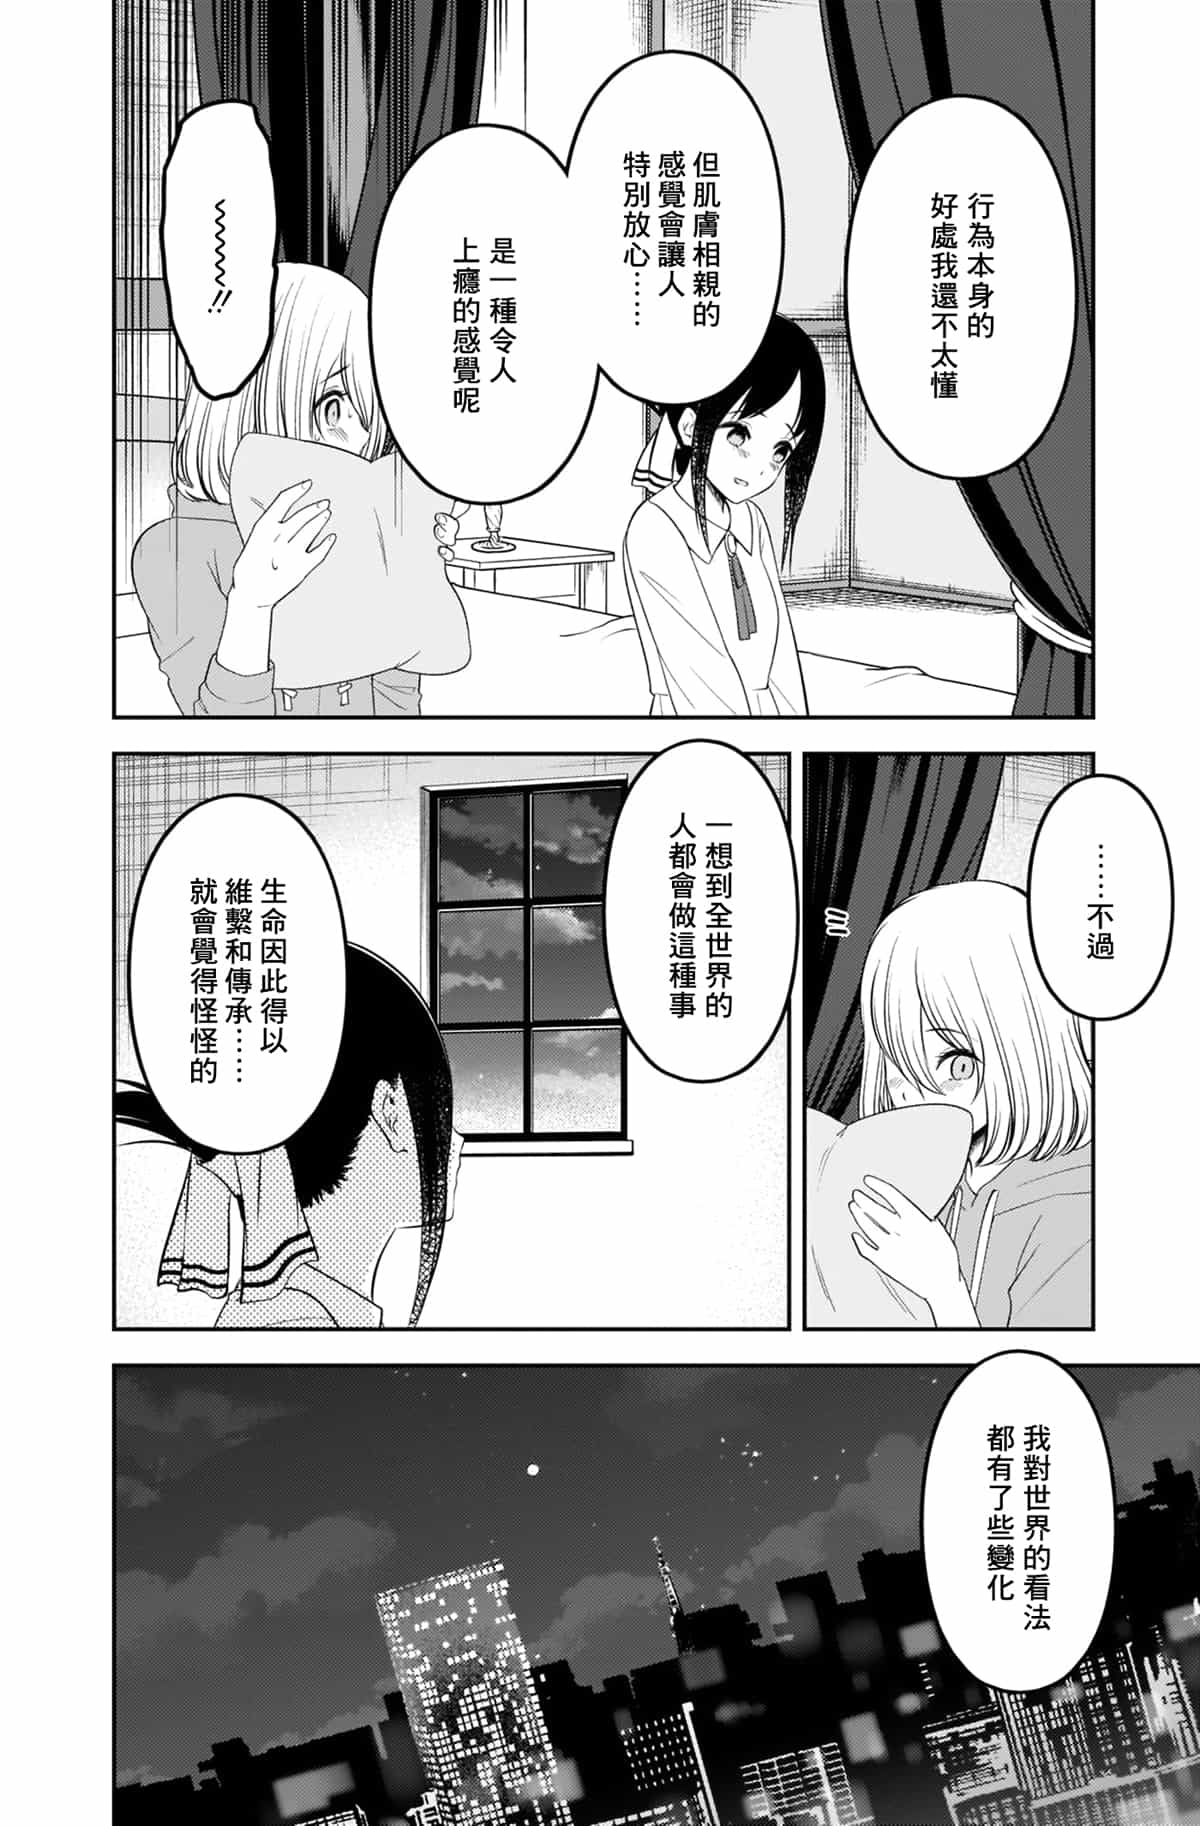 行為本身的
好處我還不太懂
但肌膚相親的
感覺會讓人
特別放心……
是一種令人
上癮的感覺呢
~~~~!!
……不過
一想到全世界的
人都會做這種事
生命因此得以
維繫和傳承……
就會覺得怪怪的
我對世界的看法
都有了些變化